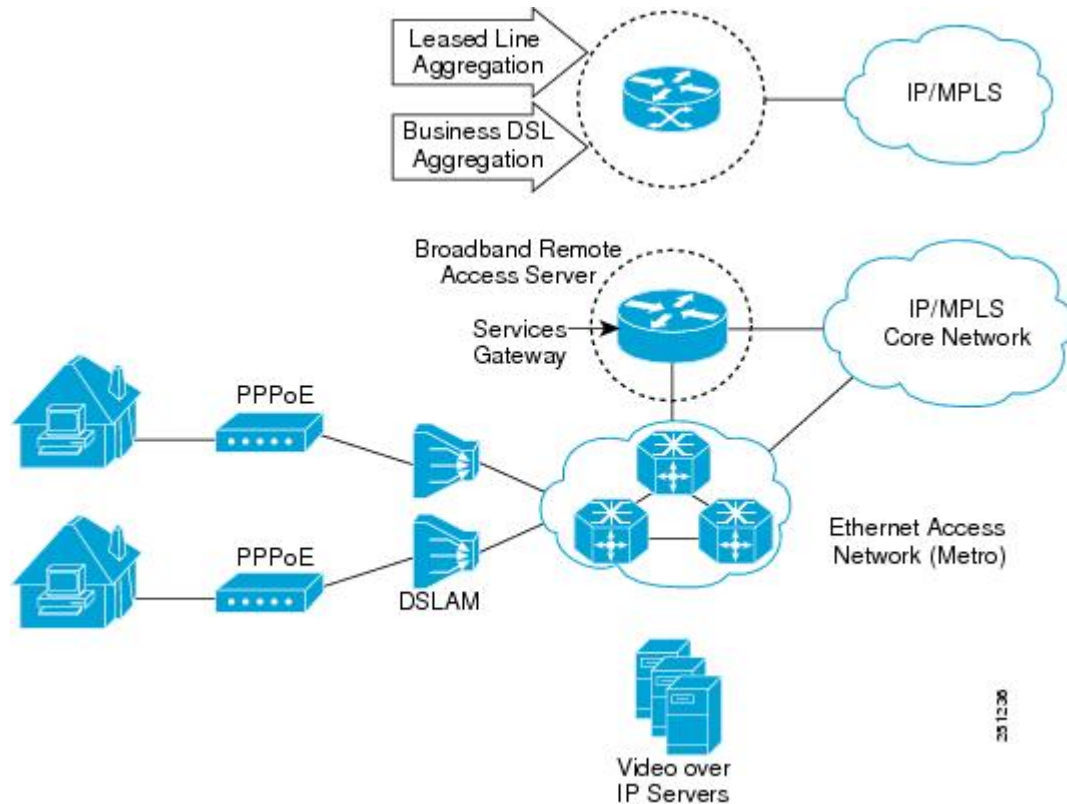 Leased Line
Aggregation
IP/MPLS
Business DSL
Aggregation
Broadband Remote
Access Server
IP/MPLS
Core Network
Services
Gateway
PPPoE
Ethernet Access
Network (Metro)
PPPoE
DSLAM
Video over
IP Servers
251236